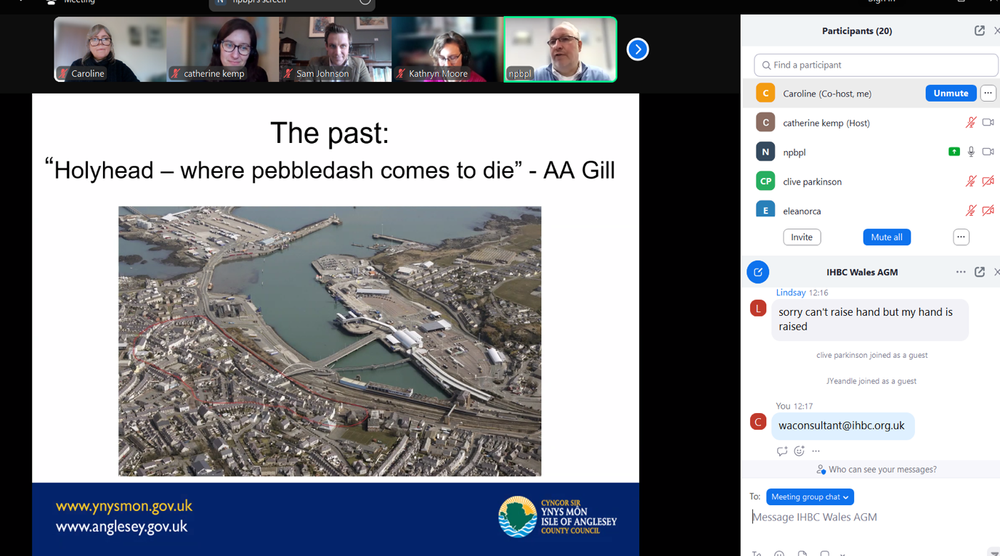 Meeting
N npbpl's screen
Sign in
Caroline
catherine kemp
Sam Johnson
Kathryn Moore
npbpl
The past:
“Holyhead – where pebbledash comes to die” - AA Gill
www.ynysmon.gov.uk
www.anglesey.gov.uk
CYNGOR SIR
YNYS MÔN
ISLE OF ANGLESEY
COUNTY COUNCIL
Participants (20)
Find a participant
C Caroline (Co-host, me) Unmute
C catherine kemp (Host)
N npbpl
CP clive parkinson
E eleanorca
Invite Mute all
IHBC Wales AGM
Lindsay 12:16
L sorry can't raise hand but my hand is
raised
clive parkinson joined as a guest
JYeandle joined as a guest
You 12:17
C waconsultant@ihbc.org.uk
Who can see your messages?
To: Meeting group chat
Message IHBC Wales AGM